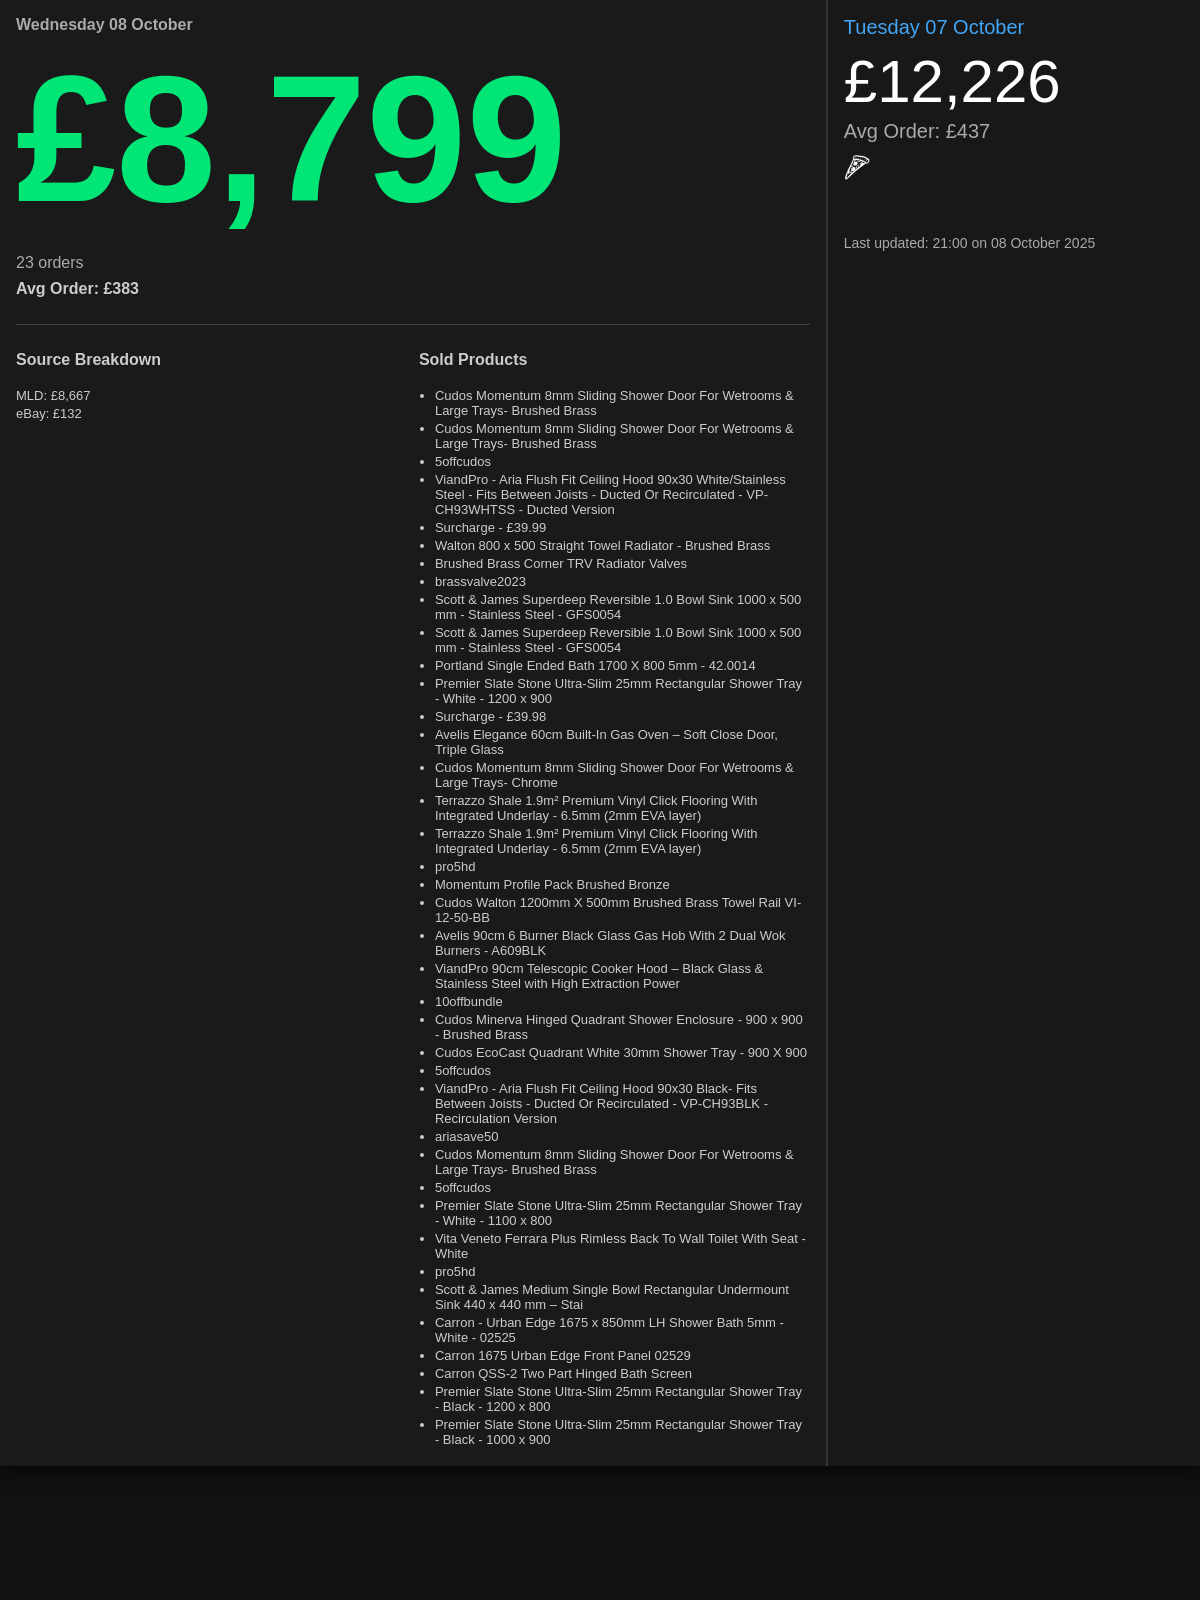 Wednesday 08 October
£8,799
23 orders
Avg Order: £383
Source Breakdown
MLD: £8,667
eBay: £132
Sold Products
Cudos Momentum 8mm Sliding Shower Door For Wetrooms &
Large Trays- Brushed Brass
Cudos Momentum 8mm Sliding Shower Door For Wetrooms &
Large Trays- Brushed Brass
5offcudos
ViandPro - Aria Flush Fit Ceiling Hood 90x30 White/Stainless
Steel - Fits Between Joists - Ducted Or Recirculated - VP-
CH93WHTSS - Ducted Version
Surcharge - £39.99
Walton 800 x 500 Straight Towel Radiator - Brushed Brass
Brushed Brass Corner TRV Radiator Valves
brassvalve2023
Scott & James Superdeep Reversible 1.0 Bowl Sink 1000 x 500
mm - Stainless Steel - GFS0054
Scott & James Superdeep Reversible 1.0 Bowl Sink 1000 x 500
mm - Stainless Steel - GFS0054
Portland Single Ended Bath 1700 X 800 5mm - 42.0014
Premier Slate Stone Ultra-Slim 25mm Rectangular Shower Tray
- White - 1200 x 900
Surcharge - £39.98
Avelis Elegance 60cm Built-In Gas Oven – Soft Close Door,
Triple Glass
Cudos Momentum 8mm Sliding Shower Door For Wetrooms &
Large Trays- Chrome
Terrazzo Shale 1.9m² Premium Vinyl Click Flooring With
Integrated Underlay - 6.5mm (2mm EVA layer)
Terrazzo Shale 1.9m² Premium Vinyl Click Flooring With
Integrated Underlay - 6.5mm (2mm EVA layer)
pro5hd
Momentum Profile Pack Brushed Bronze
Cudos Walton 1200mm X 500mm Brushed Brass Towel Rail VI-
12-50-BB
Avelis 90cm 6 Burner Black Glass Gas Hob With 2 Dual Wok
Burners - A609BLK
ViandPro 90cm Telescopic Cooker Hood – Black Glass &
Stainless Steel with High Extraction Power
10offbundle
Cudos Minerva Hinged Quadrant Shower Enclosure - 900 x 900
- Brushed Brass
Cudos EcoCast Quadrant White 30mm Shower Tray - 900 X 900
5offcudos
ViandPro - Aria Flush Fit Ceiling Hood 90x30 Black- Fits
Between Joists - Ducted Or Recirculated - VP-CH93BLK -
Recirculation Version
ariasave50
Cudos Momentum 8mm Sliding Shower Door For Wetrooms &
Large Trays- Brushed Brass
5offcudos
Premier Slate Stone Ultra-Slim 25mm Rectangular Shower Tray
- White - 1100 x 800
Vita Veneto Ferrara Plus Rimless Back To Wall Toilet With Seat -
White
pro5hd
Scott & James Medium Single Bowl Rectangular Undermount
Sink 440 x 440 mm – Stai
Carron - Urban Edge 1675 x 850mm LH Shower Bath 5mm -
White - 02525
Carron 1675 Urban Edge Front Panel 02529
Carron QSS-2 Two Part Hinged Bath Screen
Premier Slate Stone Ultra-Slim 25mm Rectangular Shower Tray
- Black - 1200 x 800
Premier Slate Stone Ultra-Slim 25mm Rectangular Shower Tray
- Black - 1000 x 900
Tuesday 07 October
£12,226
Avg Order: £437
Last updated: 21:00 on 08 October 2025